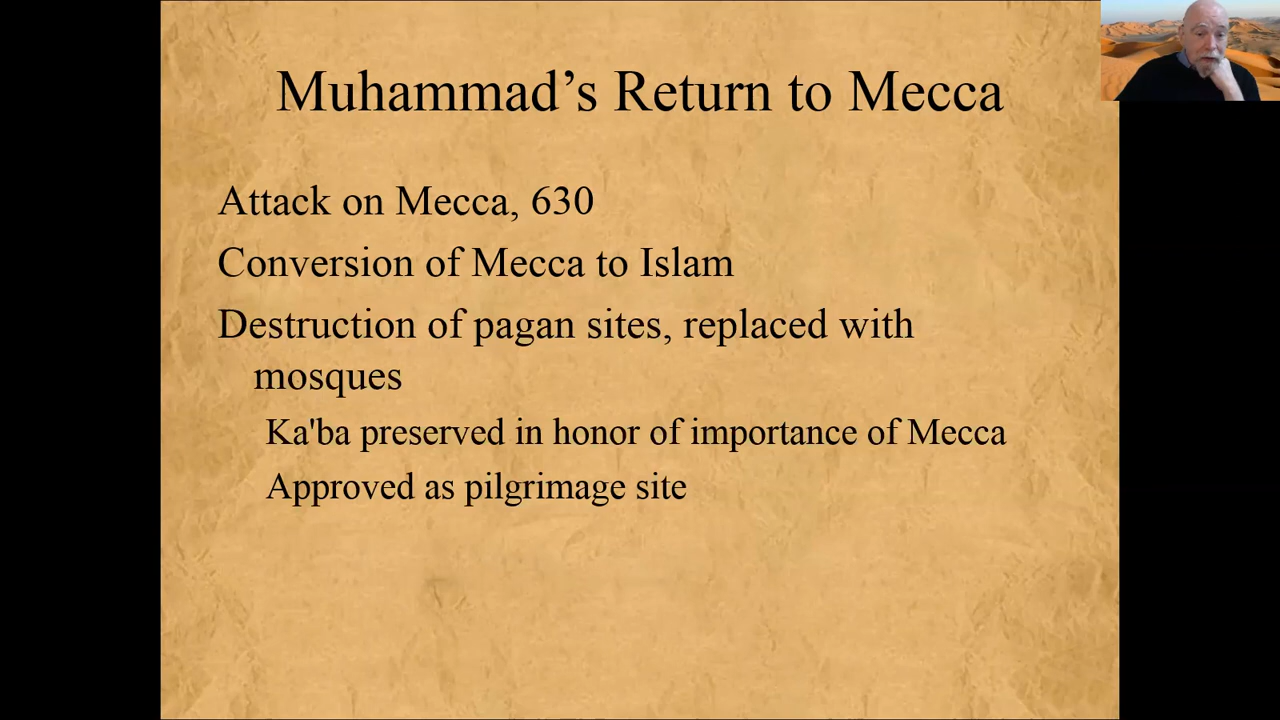 Muhammad’s Return to Mecca
Attack on Mecca, 630
Conversion of Mecca to Islam
Destruction of pagan sites, replaced with
mosques
Ka'ba preserved in honor of importance of Mecca
Approved as pilgrimage site